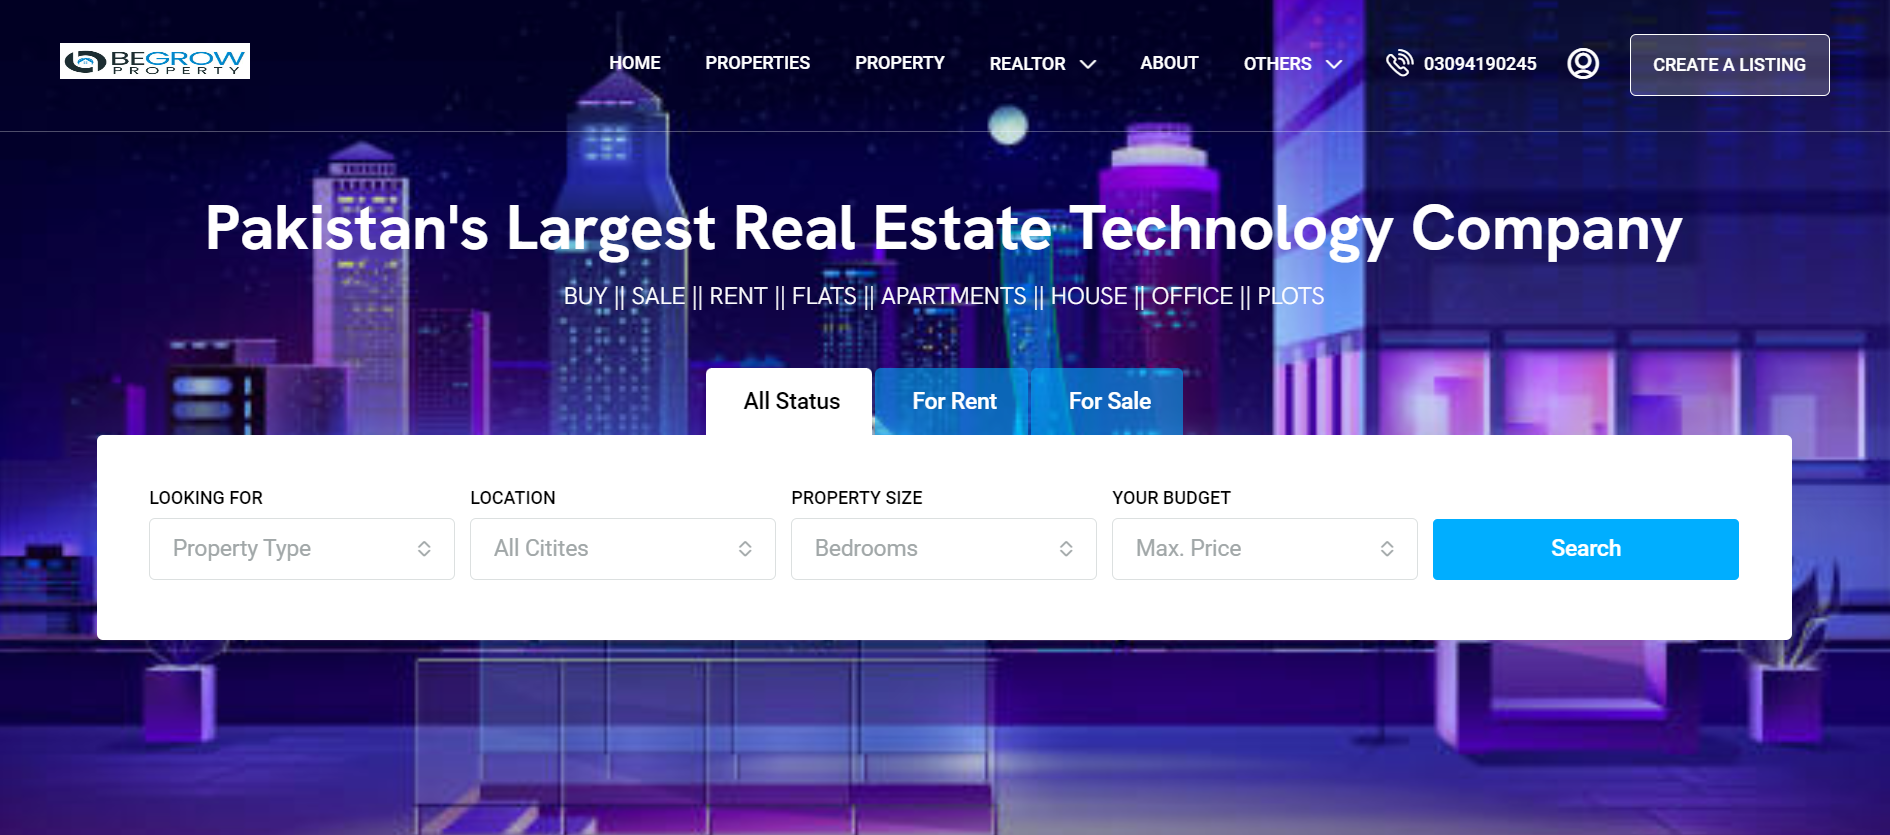 BEGROW
PROPERTY
HOME PROPERTIES PROPERTY REALTOR ABOUT OTHERS 03094190245 CREATE A LISTING
Pakistan's Largest Real Estate Technology Company
BUY || SALE || RENT || FLATS || APARTMENTS || HOUSE || OFFICE || PLOTS
All Status For Rent For Sale
LOOKING FOR LOCATION PROPERTY SIZE YOUR BUDGET
Property Type All Citites Bedrooms Max. Price Search